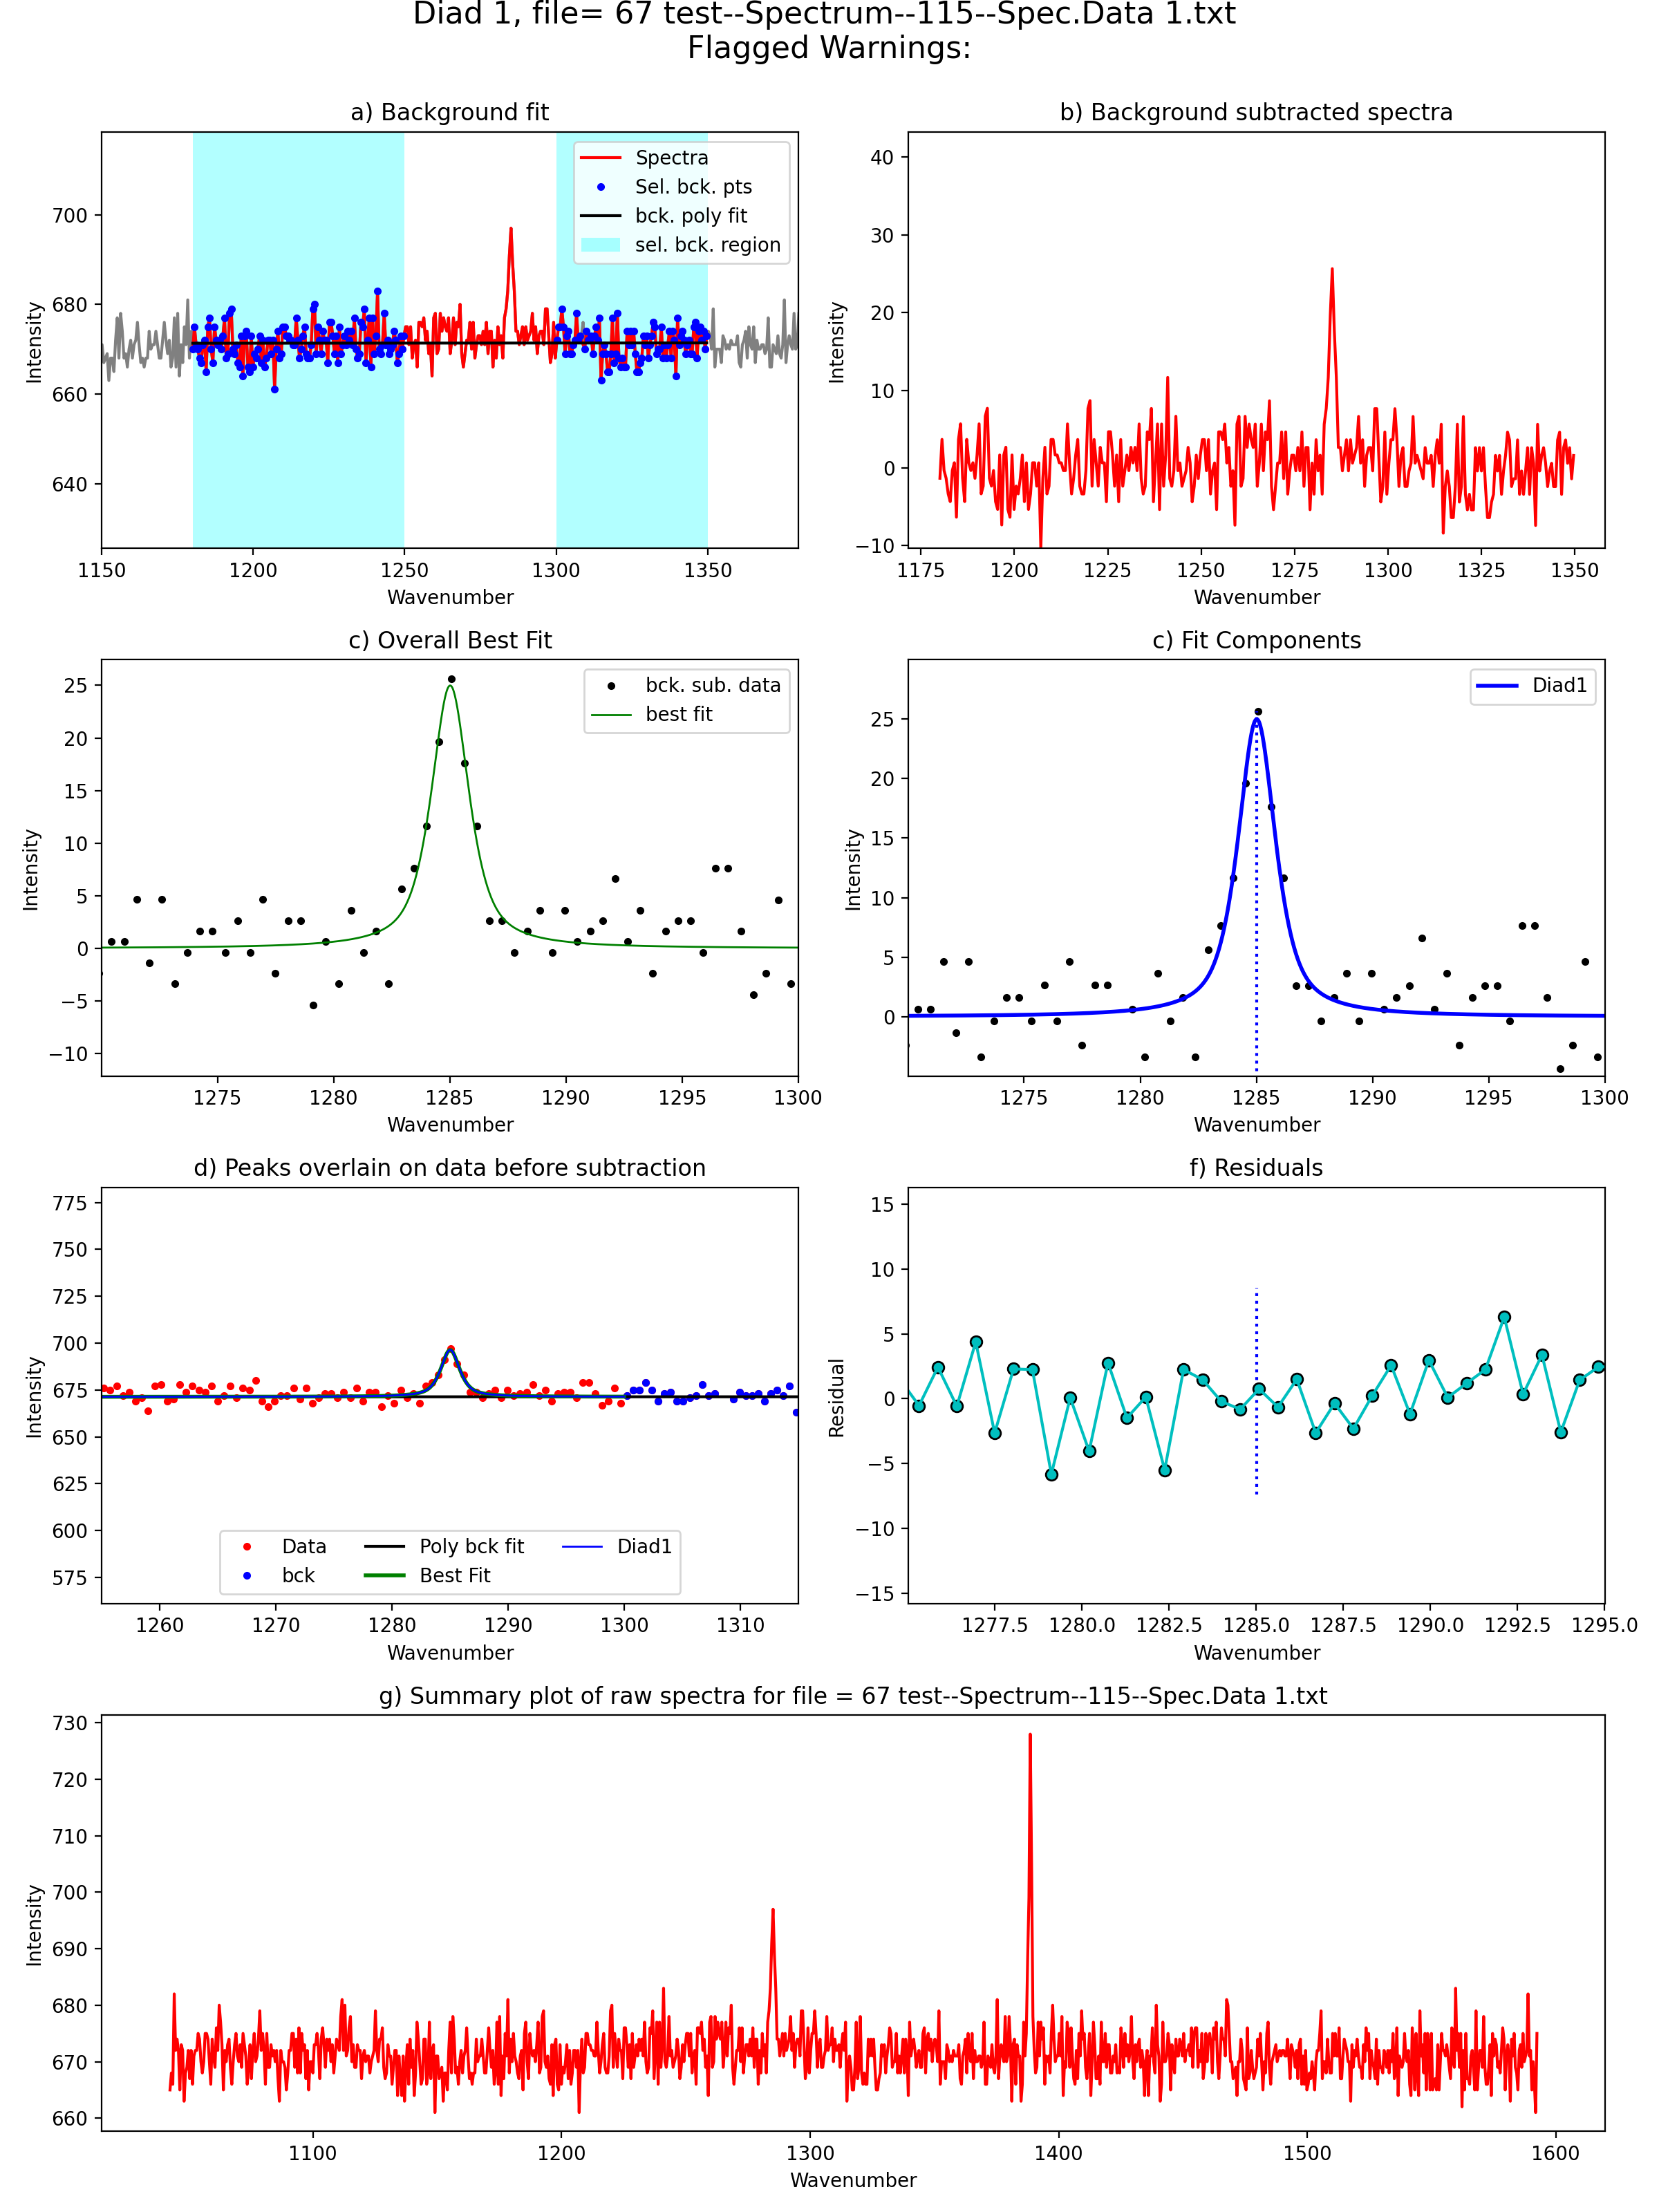 Diad 1, file= 67 test--Spectrum--115--Spec.Data 1.txt
Flagged Warnings:
a) Background fit
Intensity
700
680
660
640
Spectra
Sel. bck. pts
bck. poly fit
sel. bck. region
1150 1200 1250 1300 1350
Wavenumber
b) Background subtracted spectra
Intensity
40
30
20
10
0
−10
1175 1200 1225 1250 1275 1300 1325 1350
Wavenumber
c) Overall Best Fit
Intensity
25
20
15
10
5
0
−5
−10
bck. sub. data
best fit
1275 1280 1285 1290 1295 1300
Wavenumber
c) Fit Components
Intensity
25
20
15
10
5
0
Diad1
1275 1280 1285 1290 1295 1300
Wavenumber
d) Peaks overlain on data before subtraction
Intensity
775
750
725
700
675
650
625
600
575
Data Poly bck fit Diad1
bck Best Fit
1260 1270 1280 1290 1300 1310
Wavenumber
f) Residuals
Residual
15
10
5
0
−5
−10
−15
1277.5 1280.0 1282.5 1285.0 1287.5 1290.0 1292.5 1295.0
Wavenumber
g) Summary plot of raw spectra for file = 67 test--Spectrum--115--Spec.Data 1.txt
Intensity
730
720
710
700
690
680
670
660
1100 1200 1300 1400 1500 1600
Wavenumber